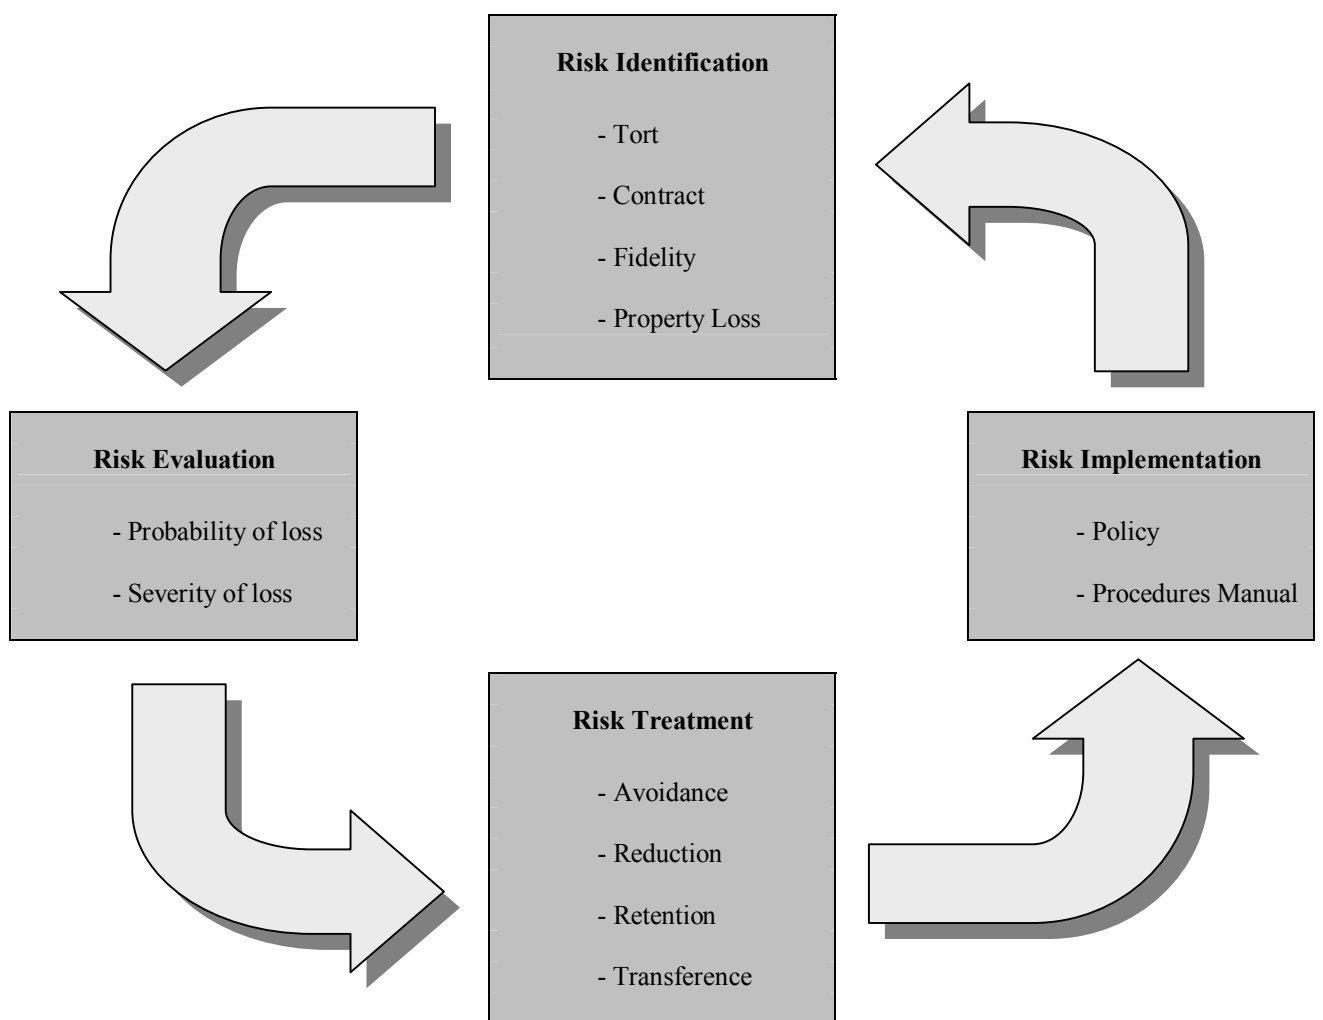 Risk Identification
- Tort
- Contract
- Fidelity
- Property Loss
Risk Evaluation
- Probability of loss
- Severity of loss
Risk Implementation
- Policy
- Procedures Manual
Risk Treatment
- Avoidance
- Reduction
- Retention
- Transference